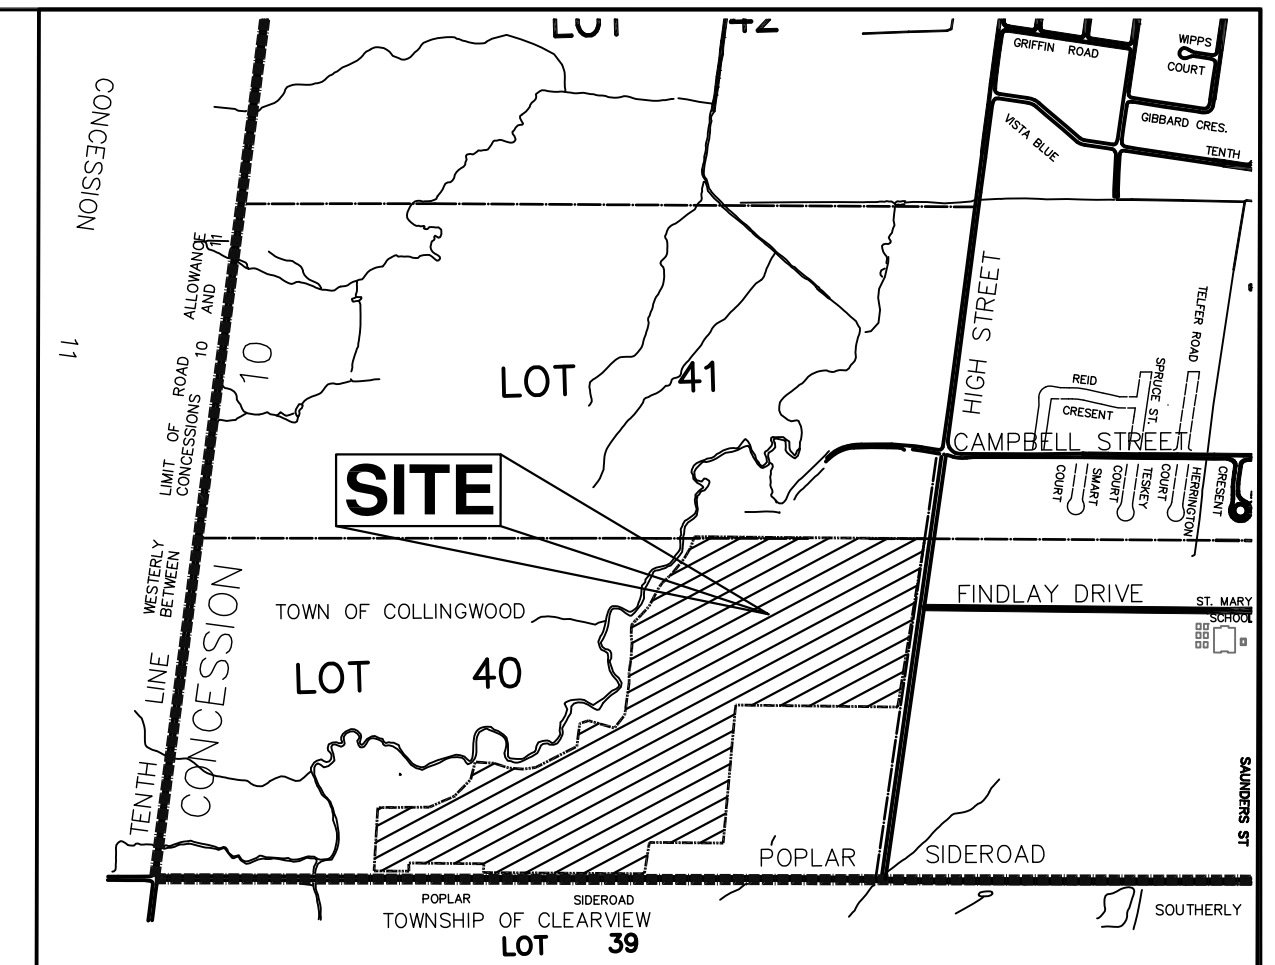 LOT 42
GRIFFIN ROAD
WIPPS
COURT
GIBBARD CRES.
TENTH
VISTA BLUE
CONCESSION
11
LIMIT OF ROAD ALLOWANCE
CONCESSIONS 10 AND 11
WESTERLY
BETWEEN
10
CONCESSION
TENTH LINE
LOT 41
HIGH STREET
TELFER ROAD
SPRUCE ST.
REID
CRESENT
CAMPBELL STREET
COURT
SMART
COURT
TESKEY
COURT
HERRINGTON
CRESENT
SITE
TOWN OF COLLINGWOOD
LOT 40
FINDLAY DRIVE
ST. MARY
SCHOOL
SAUNDERS ST
POPLAR SIDEROAD
POPLAR SIDEROAD
TOWNSHIP OF CLEARVIEW
LOT 39
SOUTHERLY